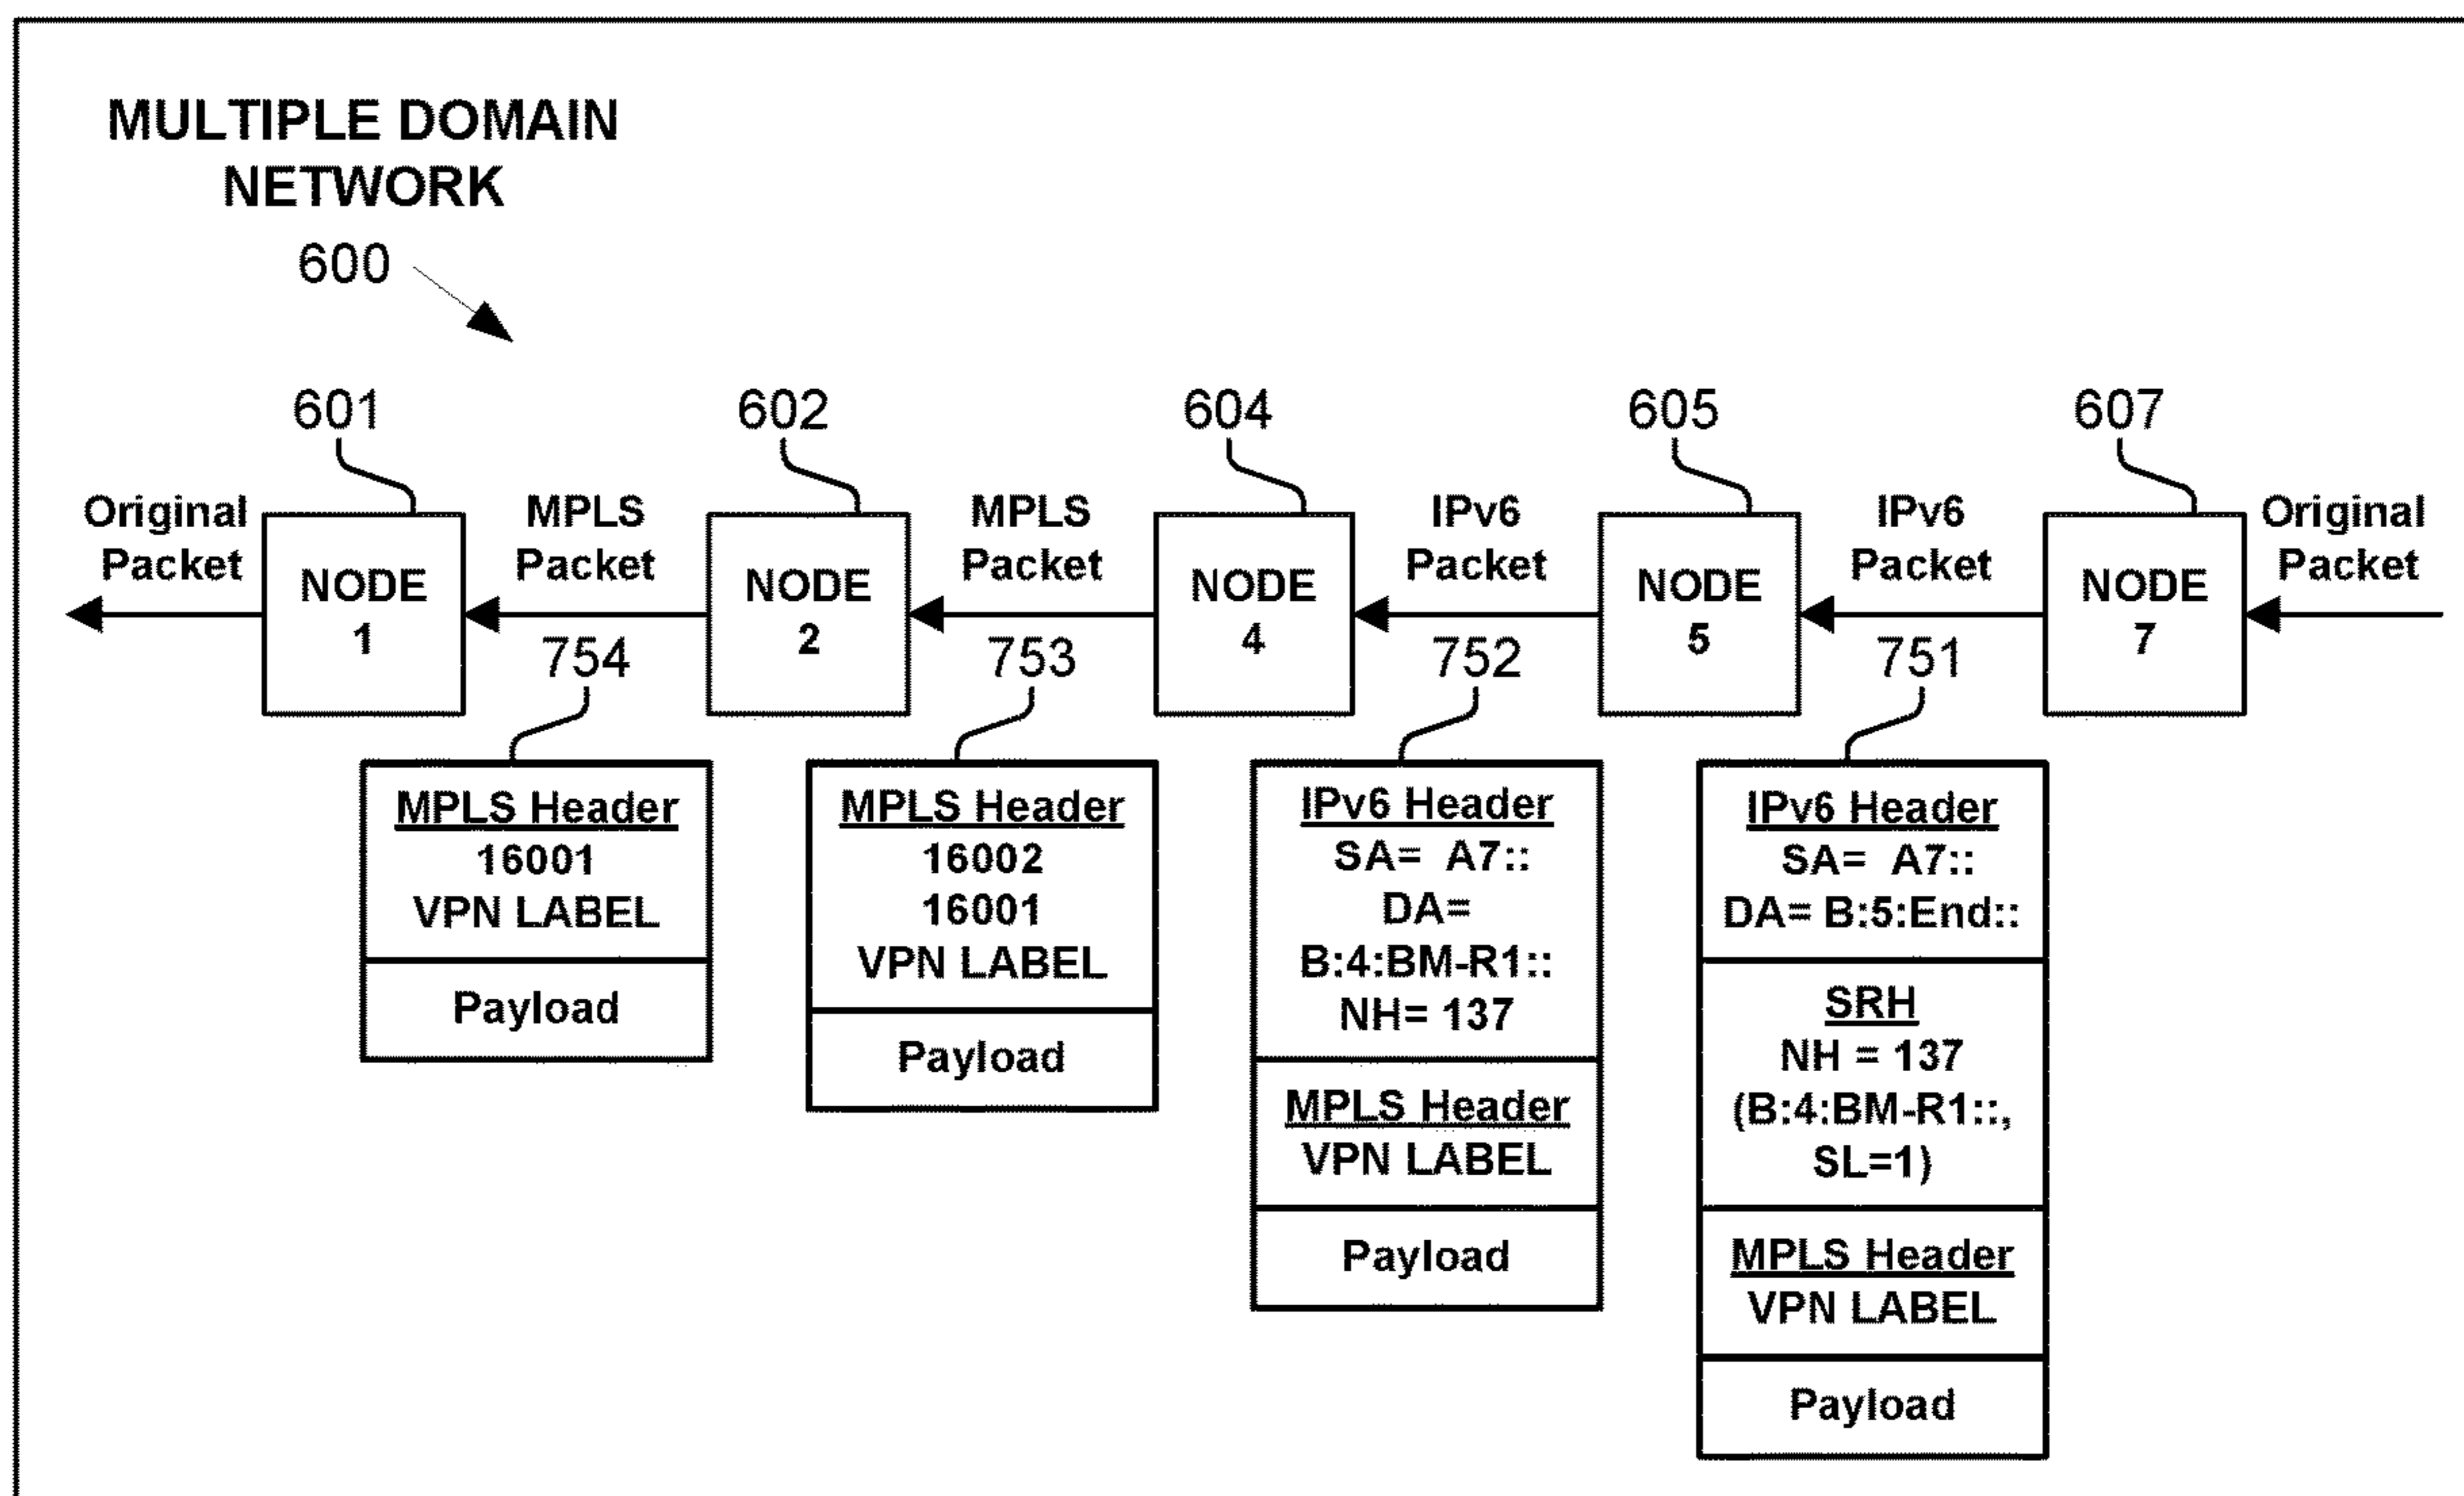 MULTIPLE DOMAIN
NETWORK
600
601
602
604
605
607
Original
Packet
NODE
1
MPLS
Packet
754
NODE
2
MPLS
Packet
753
NODE
4
IPv6
Packet
752
NODE
5
IPv6
Packet
751
NODE
7
Original
Packet
MPLS Header
16001
VPN LABEL
Payload
MPLS Header
16002
16001
VPN LABEL
Payload
IPv6 Header
SA= A7::
DA=
B:4:BM-R1::
NH= 137
MPLS Header
VPN LABEL
Payload
IPv6 Header
SA= A7::
DA= B:5:End::
SRH
NH = 137
(B:4:BM-R1::,
SL=1)
MPLS Header
VPN LABEL
Payload